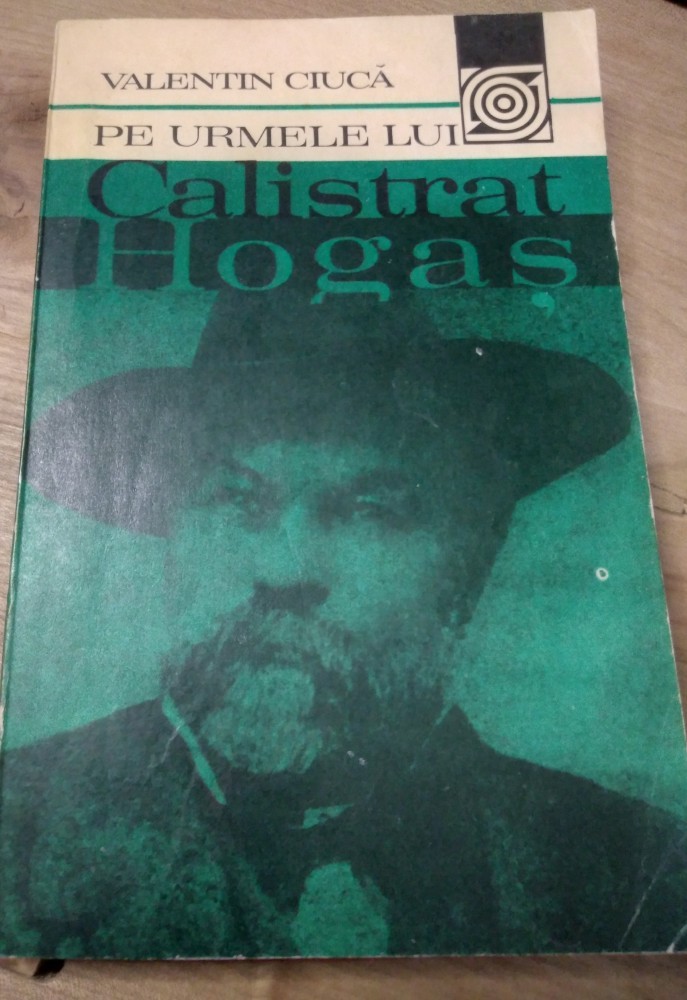 VALENTIN CIUCĂ
PE URMELE LUI
Calistrat
Hogaș